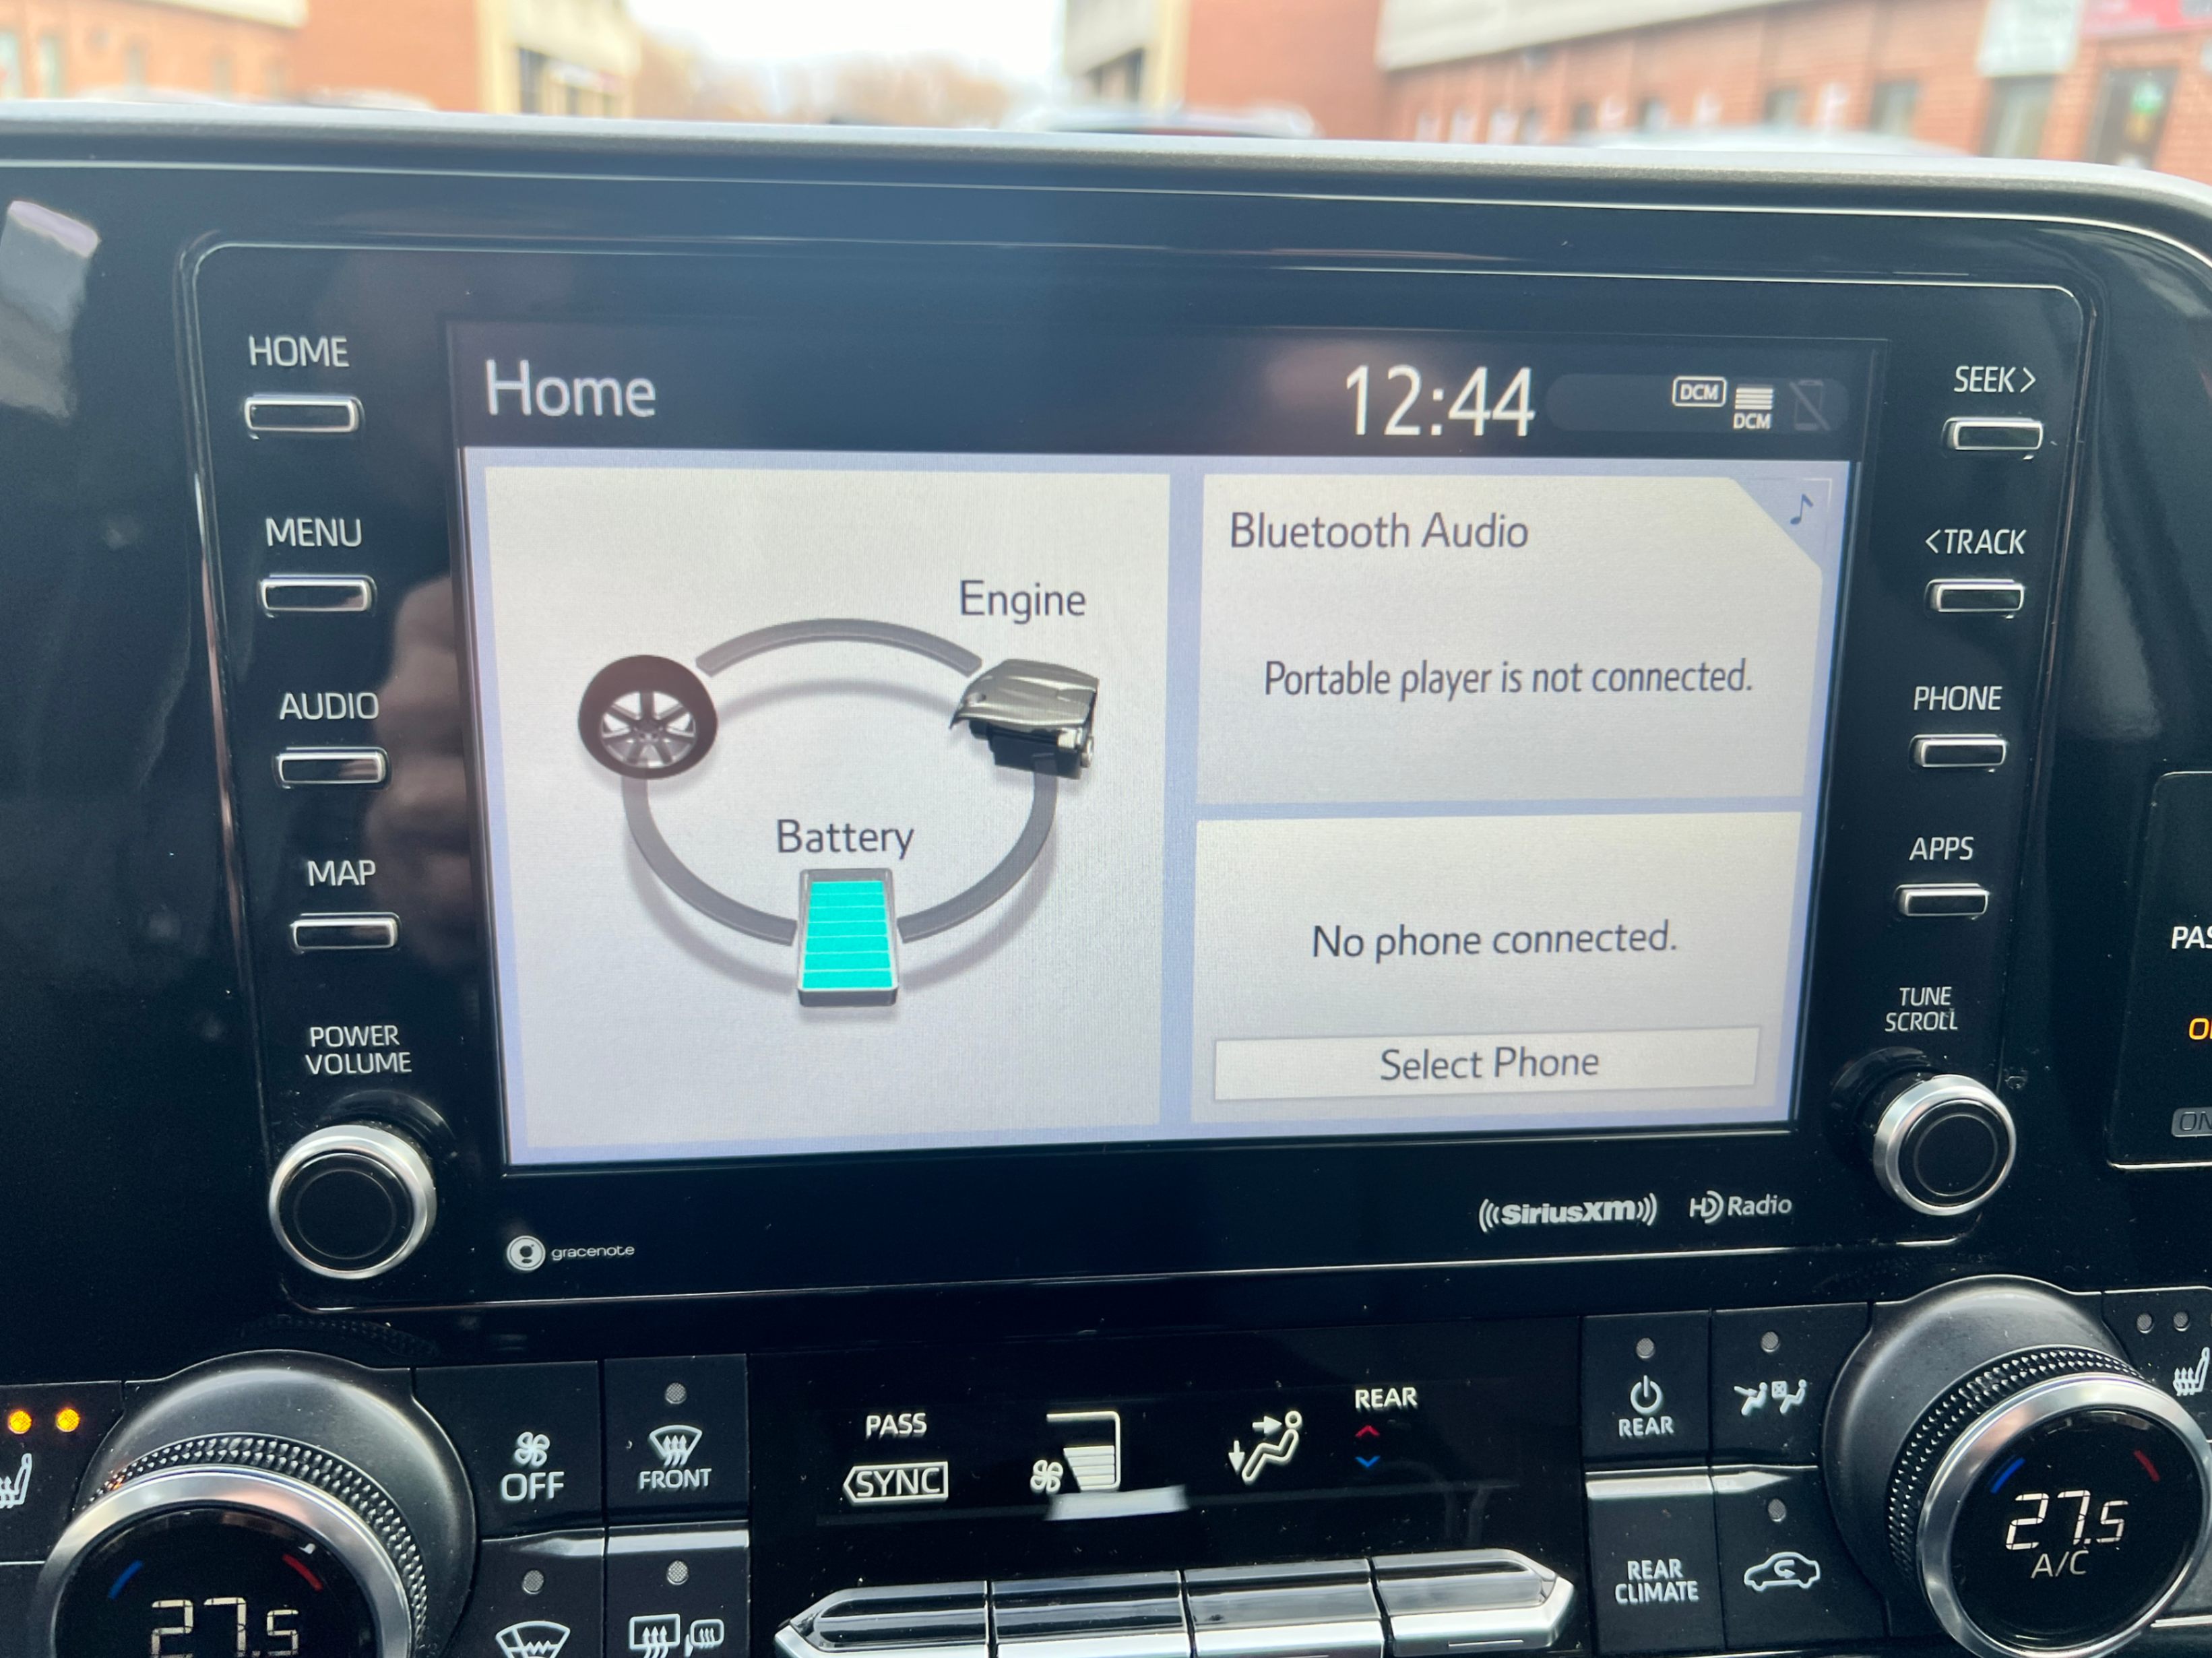 HOME
MENU
AUDIO
MAP
POWER
VOLUME
Home
12:44
DCM
DCM
Engine
Battery
Bluetooth Audio
Portable player is not connected.
No phone connected.
Select Phone
SEEK>
<TRACK
PHONE
APPS
TUNE
SCROLL
gracenote
((SiriusXM))
HD Radio
OFF
FRONT
PASS
SYNC
REAR
REAR
REAR
CLIMATE
27.5
27.5
A/C